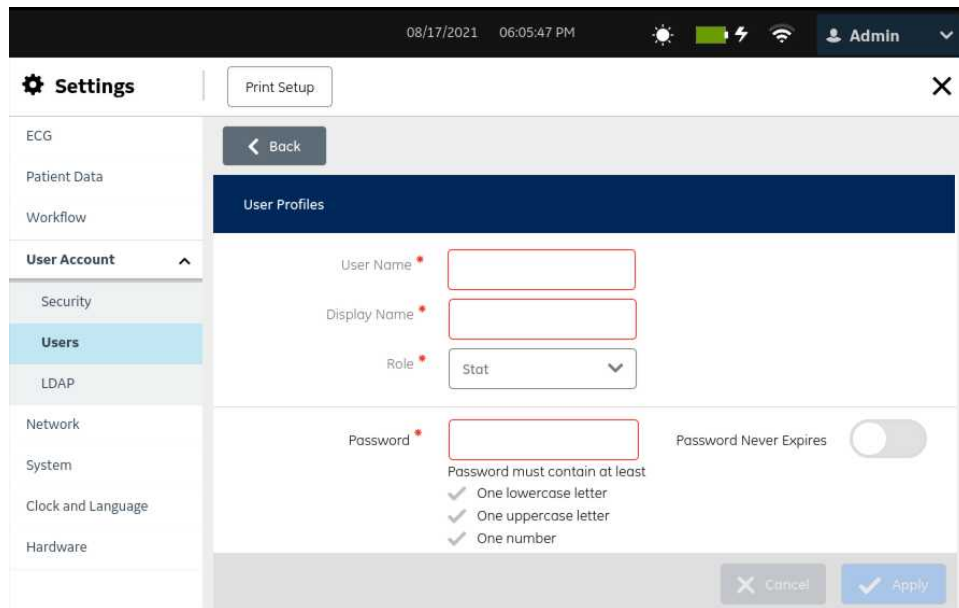 08/17/2021 06:05:47 PM Admin
Settings
Print Setup
ECG
Patient Data
Workflow
User Account
Security
Users
LDAP
Network
System
Clock and Language
Hardware
Back
User Profiles
User Name *
Display Name *
Role * Stat
Password * Password Never Expires
Password must contain at least
One lowercase letter
One uppercase letter
One number
Cancel Apply